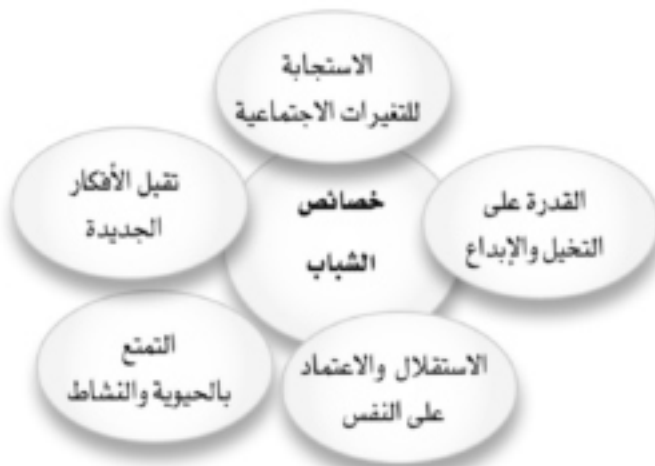 الاستجابة
للتغيرات الاجتماعية
القدرة على
التخيل والإبداع
تقبل الأفكار
الجديدة
خصائص
الشباب
الاستقلال والاعتماد
على النفس
التمتع
بالحيوية والنشاط